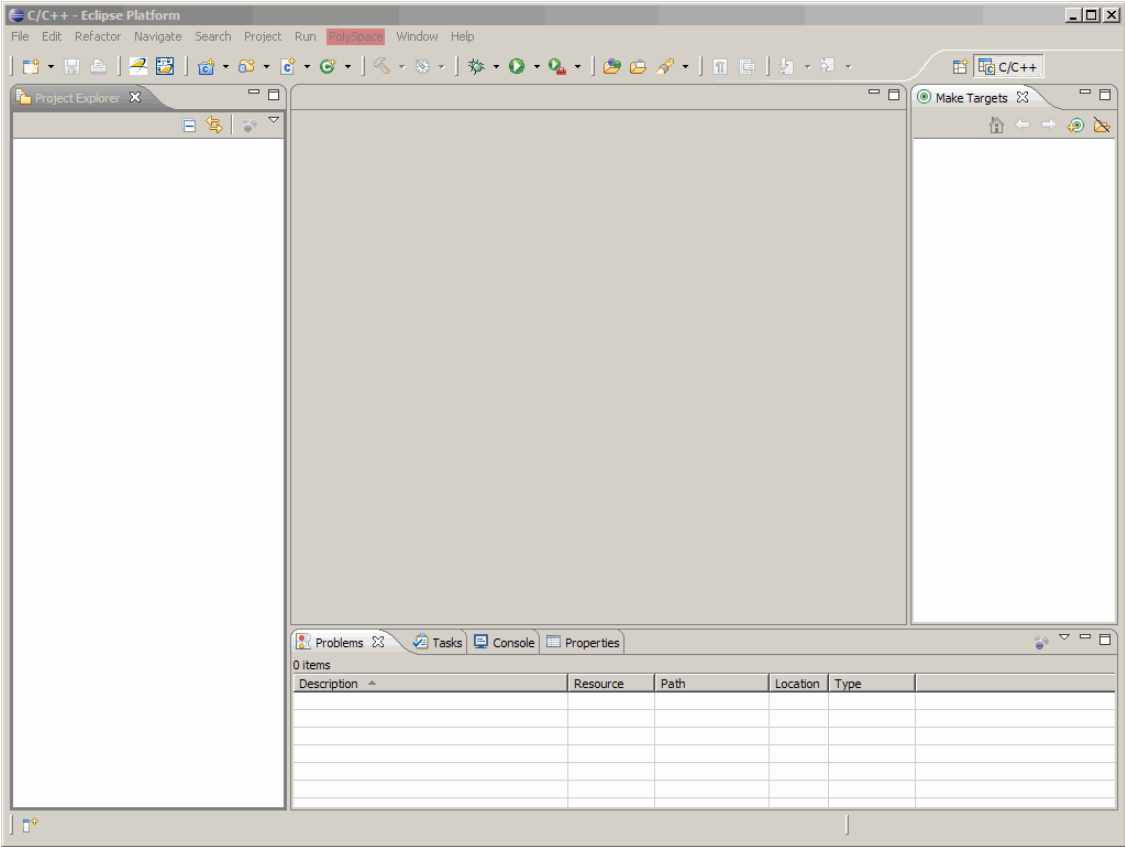 C/C++ - Eclipse Platform
File Edit Refactor Navigate Search Project Run PolySpace Window Help
C/C++
Project Explorer
Make Targets
Problems Tasks Console Properties
0 items
Description Resource Path Location Type